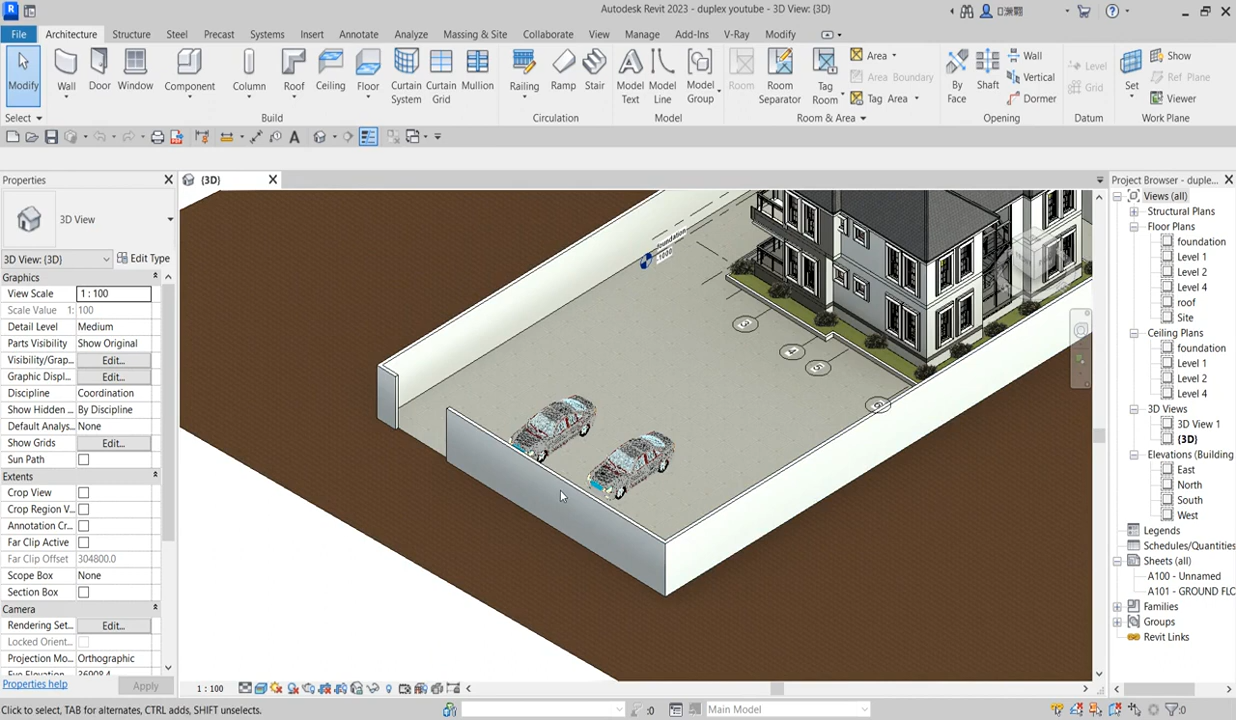 Autodesk Revit 2023 - duplex youtube - 3D View: {3D}
File Architecture Structure Steel Precast Systems Insert Annotate Analyze Massing & Site Collaborate View Manage Add-Ins V-Ray Modify
Modify Wall Door Window Component Column Roof Ceiling Floor Curtain System Curtain Grid Mullion Railing Ramp Stair Model Text Model Line Model Group Room Room Separator Tag Room Area Area Boundary Tag Area By Face Shaft Wall Vertical Dormer Level Grid Set Show Ref Plane Viewer
Select Build Circulation Model Room & Area Opening Datum Work Plane
Properties
{3D}
Project Browser - duple...
3D View
3D View: {3D}
Edit Type
Graphics
View Scale 1 : 100
Scale Value 1: 100
Detail Level Medium
Parts Visibility Show Original
Visibility/Grap... Edit...
Graphic Displ... Edit...
Discipline Coordination
Show Hidden ... By Discipline
Default Analys... None
Show Grids Edit...
Sun Path
Extents
Crop View
Crop Region V...
Annotation Cr...
Far Clip Active
Far Clip Offset 304800.0
Scope Box None
Section Box
Camera
Rendering Set... Edit...
Locked Orient...
Projection Mo... Orthographic
Properties help
Apply
foundation
3
4
5
Views (all)
Structural Plans
Floor Plans
foundation
Level 1
Level 2
Level 4
roof
Site
Ceiling Plans
foundation
Level 1
Level 2
Level 4
3D Views
3D View 1
{3D}
Elevations (Building
East
North
South
West
Legends
Schedules/Quantities
Sheets (all)
A100 - Unnamed
A101 - GROUND FLC
Families
Groups
Revit Links
1 : 100
Click to select, TAB for alternates, CTRL adds, SHIFT unselects.
:0
Main Model
:0